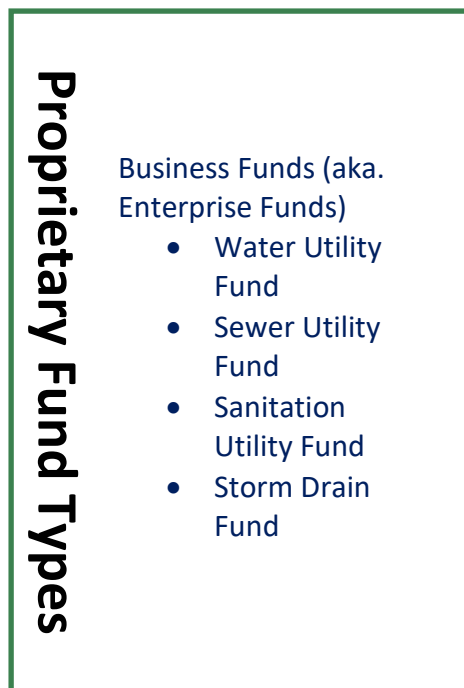 Proprietary Fund Types
Business Funds (aka.
Enterprise Funds)
• Water Utility
Fund
• Sewer Utility
Fund
• Sanitation
Utility Fund
• Storm Drain
Fund